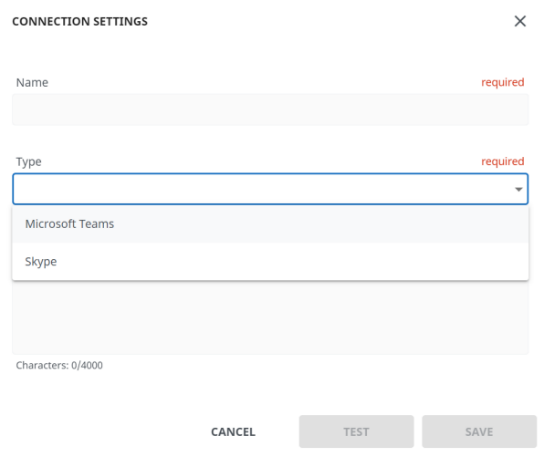 CONNECTION SETTINGS
Name required
Type required
Microsoft Teams
Skype
Characters: 0/4000
CANCEL TEST SAVE